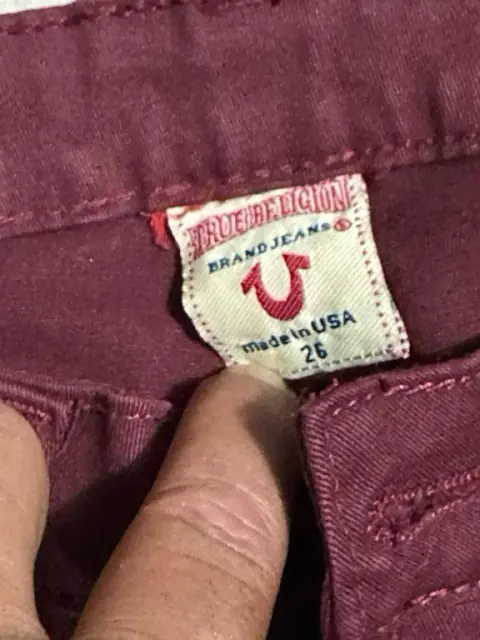 TRUE RELIGION
BRAND JEANS ®
made in USA
26